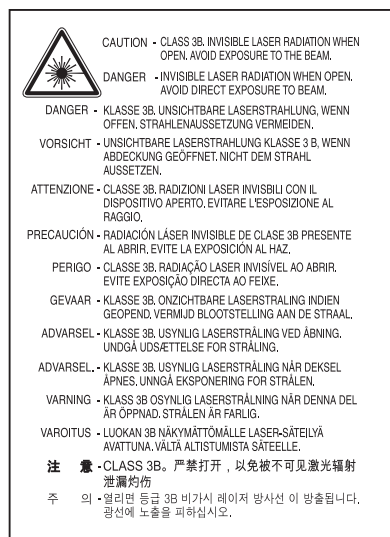 CAUTION - CLASS 3B. INVISIBLE LASER RADIATION WHEN
OPEN. AVOID EXPOSURE TO THE BEAM.
DANGER - INVISIBLE LASER RADIATION WHEN OPEN.
AVOID DIRECT EXPOSURE TO BEAM.
DANGER - KLASSE 3B. UNSICHTBARE LASERSTRAHLUNG, WENN
OFFEN. STRAHLENAUSSETZUNG VERMEIDEN.
VORSICHT - UNSICHTBARE LASERSTRAHLUNG KLASSE 3 B, WENN
ABDECKUNG GEÖFFNET. NICHT DEM STRAHL
AUSSETZEN.
ATTENZIONE - CLASSE 3B. RADIZIONI LASER INVISBILI CON IL
DISPOSITIVO APERTO. EVITARE L'ESPOSIZIONE AL
RAGGIO.
PRECAUCIÓN - RADIACIÓN LÁSER INVISIBLE DE CLASE 3B PRESENTE
AL ABRIR. EVITE LA EXPOSICIÓN AL HAZ.
PERIGO - CLASSE 3B. RADIAÇÃO LASER INVISÍVEL AO ABRIR.
EVITE EXPOSIÇÃO DIRECTA AO FEIXE.
GEVAAR - KLASSE 3B. ONZICHTBARE LASERSTRALING INDIEN
GEOPEND. VERMIJD BLOOTSTELLING AAN DE STRAAL.
ADVARSEL - KLASSE 3B. USYNLIG LASERSTRÅLING VED ÅBNING.
UNDGÅ UDSÆTTELSE FOR STRÅLING.
ADVARSEL. - KLASSE 3B. USYNLIG LASERSTRÅLING NÅR DEKSEL
ÅPNES. UNNGÅ EKSPONERING FOR STRÅLEN.
VARNING - KLASS 3B OSYNLIG LASERSTRÅLNING NÄR DENNA DEL
ÄR ÖPPNAD. STRÅLEN ÄR FARLIG.
VAROITUS - LUOKAN 3B NÄKYMÄTTÖMÄLLE LASER-SÄTEILYÄ
AVATTUNA. VÄLTÄ ALTISTUMISTA SÄTEELLE.
注 意 - CLASS 3B。严禁打开，以免被不可见激光辐射
泄漏灼伤
주 의 - 열리면 등급 3B 비가시 레이저 방사선 이 방출됩니다.
광선에 노출을 피하십시오.